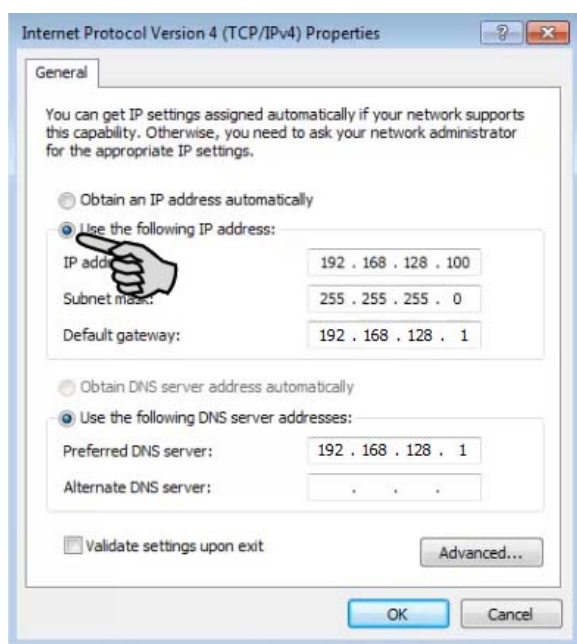 Internet Protocol Version 4 (TCP/IPv4) Properties
General
You can get IP settings assigned automatically if your network supports
this capability. Otherwise, you need to ask your network administrator
for the appropriate IP settings.
Obtain an IP address automatically
Use the following IP address:
IP 192 . 168 . 128 . 100
Subnet mask: 255 . 255 . 255 . 0
Default gateway: 192 . 168 . 128 . 1
Obtain DNS server address automatically
Use the following DNS server addresses:
Preferred DNS server: 192 . 168 . 128 . 1
Alternate DNS server: . . .
Validate settings upon exit
Advanced...
OK Cancel